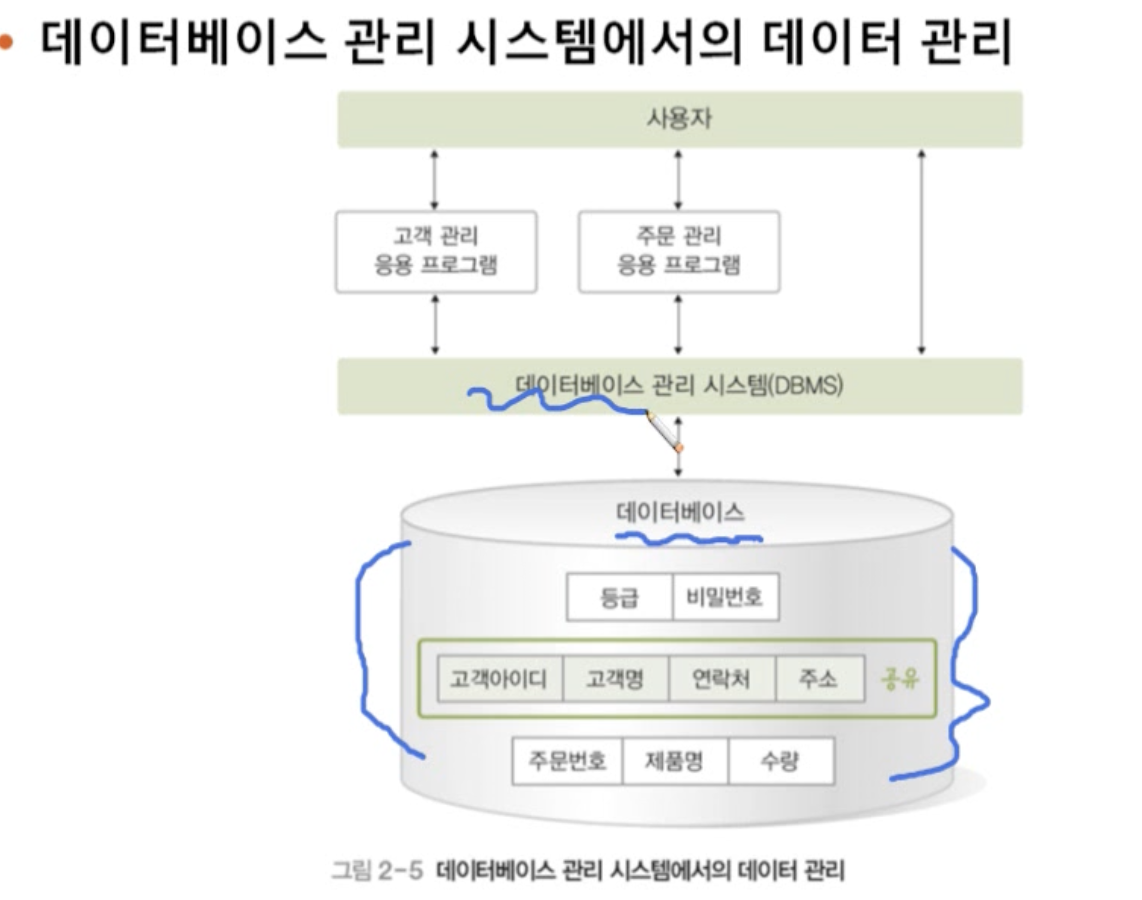 • 데이터베이스 관리 시스템에서의 데이터 관리
사용자
고객 관리
응용 프로그램
주문 관리
응용 프로그램
데이터베이스 관리 시스템(DBMS)
데이터베이스
등급 비밀번호
고객아이디 고객명 연락처 주소 공유
주문번호 제품명 수량
그림 2-5 데이터베이스 관리 시스템에서의 데이터 관리